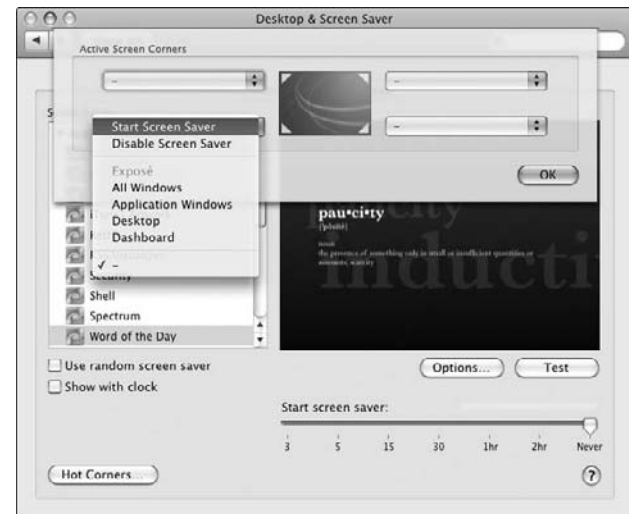 Desktop & Screen Saver
Active Screen Corners
–
–
–
Start Screen Saver
Disable Screen Saver
Exposé
All Windows
Application Windows
Desktop
Dashboard
✓ –
OK
Shell
Spectrum
Word of the Day
pau•ci•ty
noun
the presence of something only in small or insufficient quantities or
Use random screen saver
Show with clock
Options...
Test
Start screen saver:
3 5 15 30 1hr 2hr Never
Hot Corners...
?